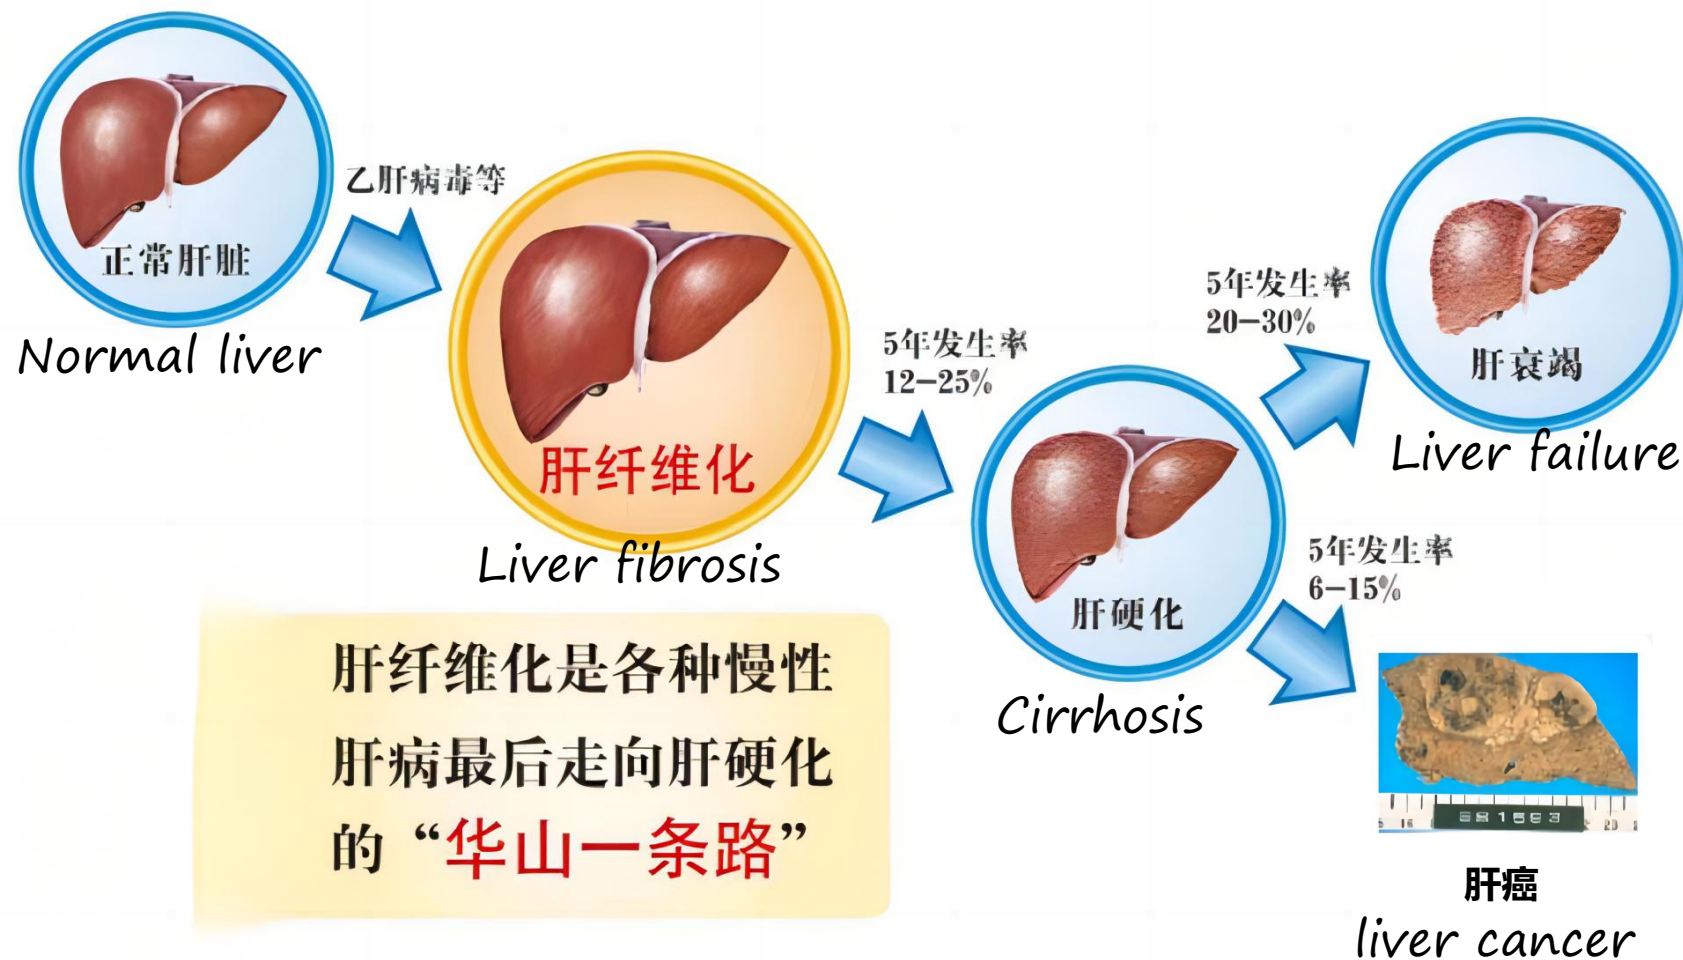 正常肝脏
Normal liver
乙肝病毒等
肝纤维化
Liver fibrosis
5年发生率
12–25%
肝硬化
Cirrhosis
5年发生率
20–30%
肝衰竭
Liver failure
5年发生率
6–15%
肝癌
liver cancer
肝纤维化是各种慢性
肝病最后走向肝硬化
的“华山一条路”